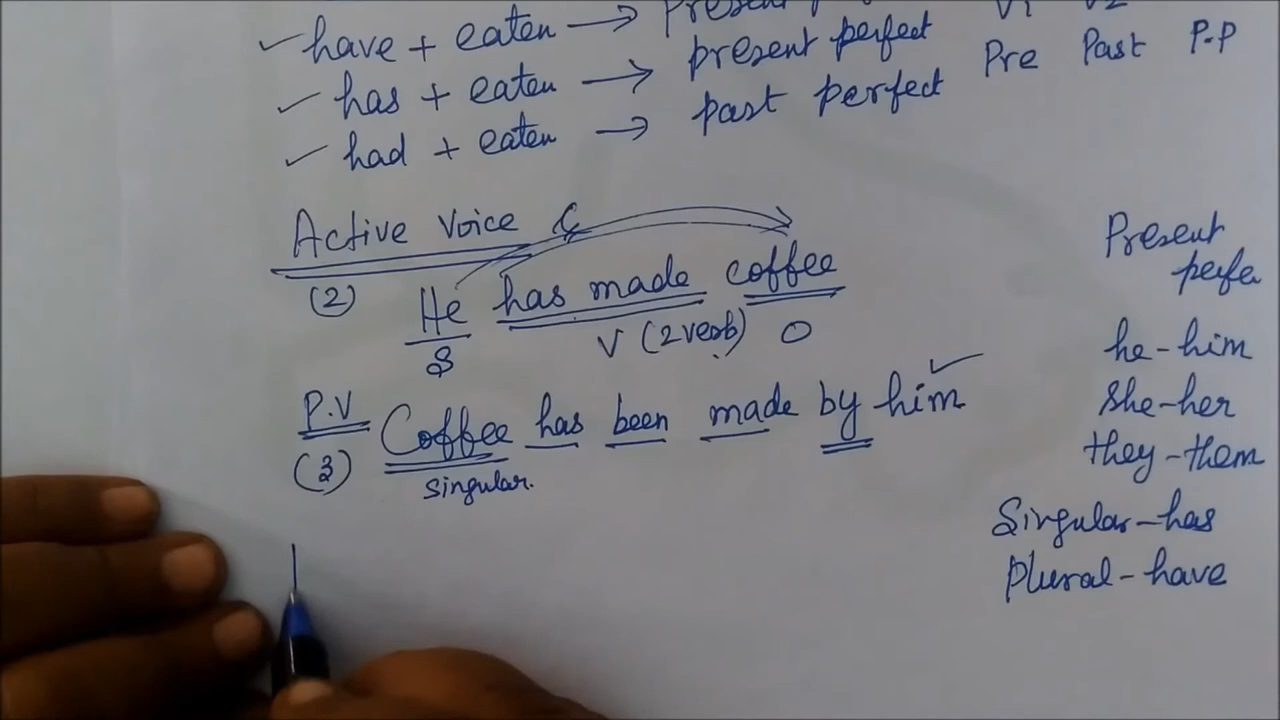 ✓ have + eaten → Present V1 V2
✓ has + eaten → present perfect Pre Past P.P
✓ had + eaten → past perfect
Active Voice
(2) He has made coffee
S V (2 verb) O
P.V Coffee has been made by him ✓
(3) singular.
Present
perfe
he-him
She-her
they-them
Singular-has
Plural-have